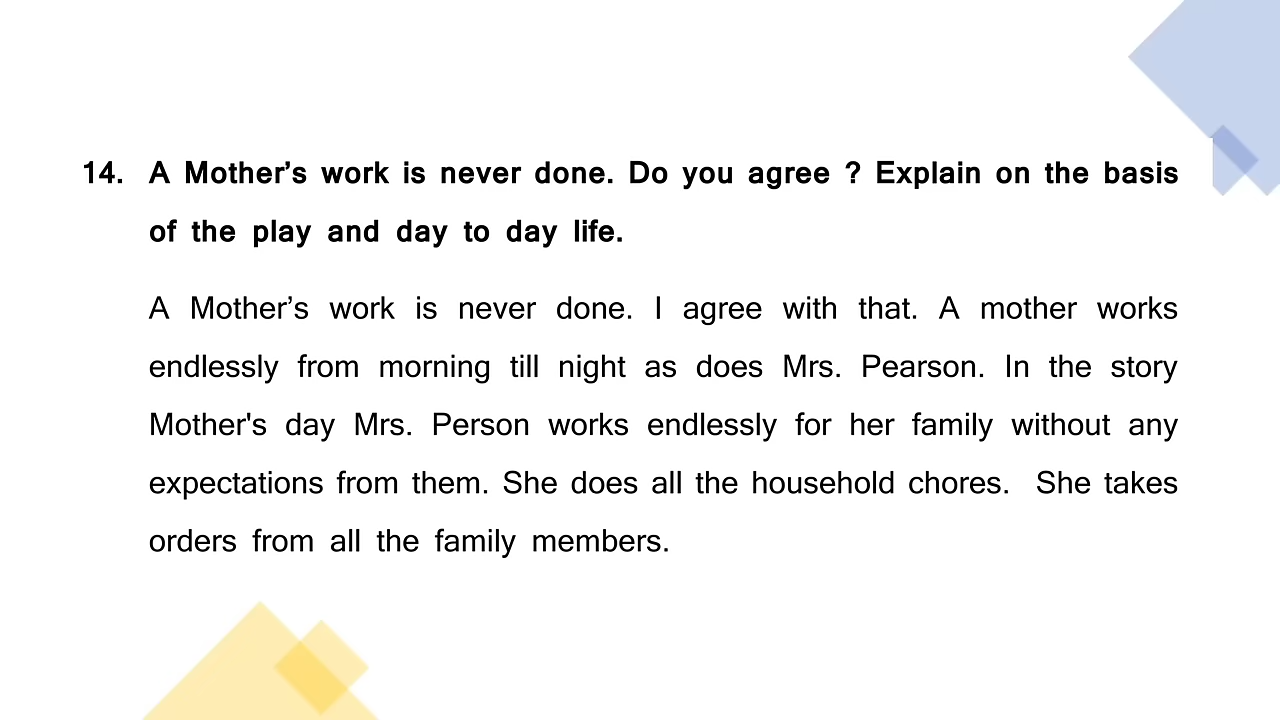 14. A Mother’s work is never done. Do you agree ? Explain on the basis
of the play and day to day life.
A Mother’s work is never done. I agree with that. A mother works
endlessly from morning till night as does Mrs. Pearson. In the story
Mother's day Mrs. Person works endlessly for her family without any
expectations from them. She does all the household chores. She takes
orders from all the family members.